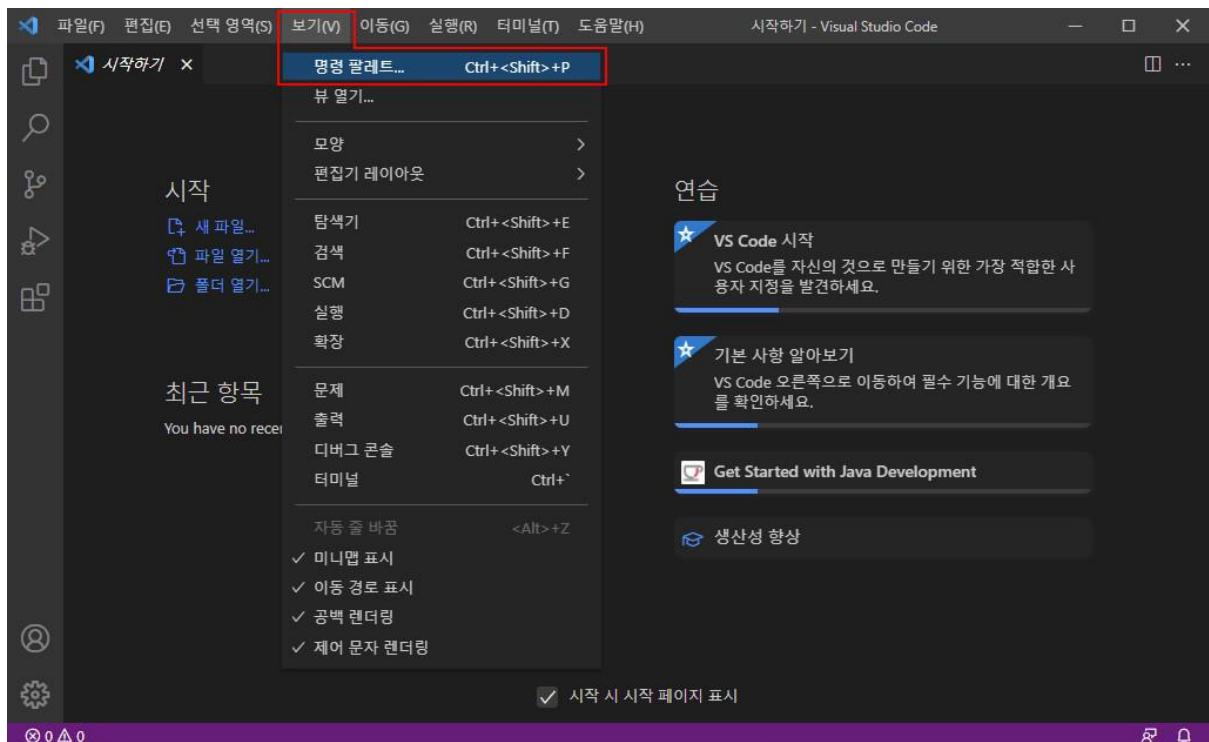 파일(F) 편집(E) 선택 영역(S) 보기(V) 이동(G) 실행(R) 터미널(T) 도움말(H) 시작하기 - Visual Studio Code
시작하기
명령 팔레트... Ctrl+<Shift>+P
뷰 열기...
모양
편집기 레이아웃
탐색기 Ctrl+<Shift>+E
검색 Ctrl+<Shift>+F
SCM Ctrl+<Shift>+G
실행 Ctrl+<Shift>+D
확장 Ctrl+<Shift>+X
문제 Ctrl+<Shift>+M
출력 Ctrl+<Shift>+U
디버그 콘솔 Ctrl+<Shift>+Y
터미널 Ctrl+`
자동 줄 바꿈 <Alt>+Z
미니맵 표시
이동 경로 표시
공백 렌더링
제어 문자 렌더링
시작
새 파일...
파일 열기...
폴더 열기...
최근 항목
You have no recen
연습
VS Code 시작
VS Code를 자신의 것으로 만들기 위한 가장 적합한 사
용자 지정을 발견하세요.
기본 사항 알아보기
VS Code 오른쪽으로 이동하여 필수 기능에 대한 개요
를 확인하세요.
Get Started with Java Development
생산성 향상
시작 시 시작 페이지 표시
0 0